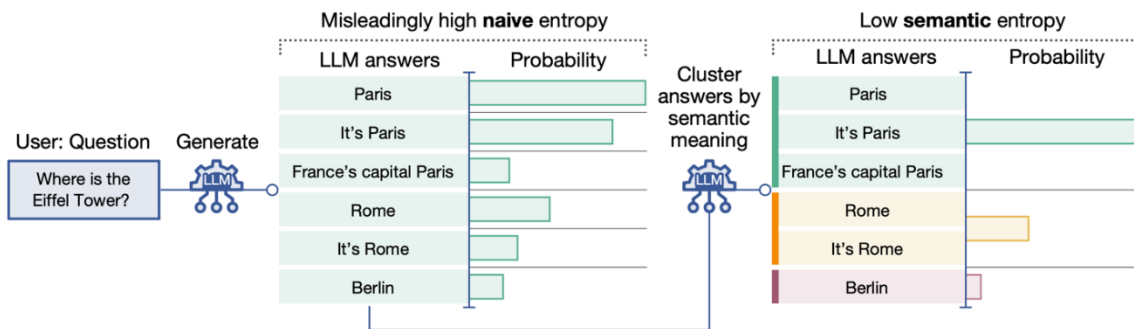 Misleadingly high naive entropy
Low semantic entropy
LLM answers
Probability
Cluster
answers by
semantic
meaning
LLM answers
Probability
User: Question
Generate
Where is the
Eiffel Tower?
LLM
Paris
It's Paris
France's capital Paris
Rome
It's Rome
Berlin
LLM
Paris
It's Paris
France's capital Paris
Rome
It's Rome
Berlin